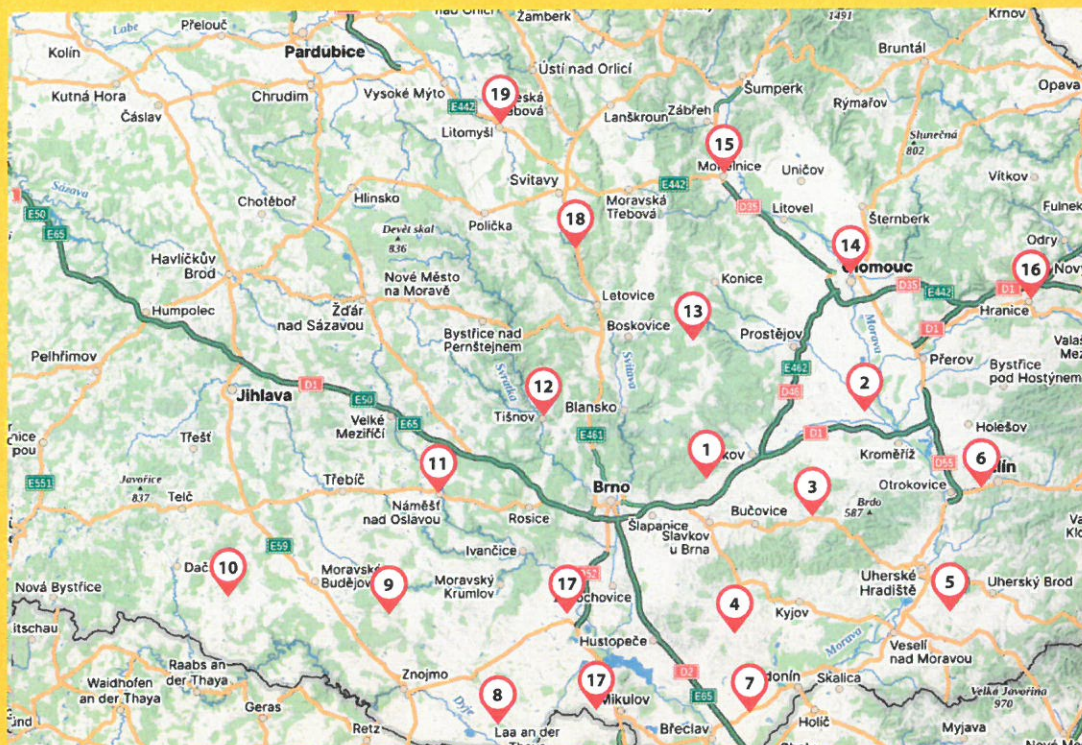 Přelouč
Labe
Kolín
Pardubice
Kutná Hora
Čáslav
Chrudim
Vysoké Mýto
Žamberk
Ústí nad Orlicí
1491
Krnov
Bruntál
Opava
Šumperk
Rýmařov
Zábřeh
Lanškroun
19
E442
Litomyšl
15
Slunečná
802
Uničov
Vítkov
Sázava
E50
E65
Chotěboř
Hlinsko
Svitavy
Polička
E442
Moravská
Třebová
D35
Litovel
Šternberk
Devět skal
836
18
Odry
Havlíčkův
Brod
Nové Město
na Moravě
Konice
14
Olomouc
D35
E442
16
D1
Hranice
Humpolec
Žďár
nad Sázavou
Letovice
Boskovice
13
Prostějov
Morava
D1
Přerov
Bystřice nad
Pernštejnem
Svitava
Svratka
Pelhřimov
E462
D46
Bystřice
pod Hostýnem
Jihlava
D1
E50
E65
12
Tišnov
Blansko
2
Velké
Meziříčí
Třešť
E461
D1
Holešov
Kroměříž
1
6
D55
Otrokovice
Javořice
837
Telč
E551
Třebíč
11
Náměšť
nad Oslavou
Brno
Rosice
Šlapanice
Slavkov
u Brna
Bučovice
3
Brdo
587
E59
Ivančice
10
9
Moravský
Krumlov
D52
17
Nová Bystřice
4
Kyjov
Uherské
Hradiště
5
Uherský Brod
Hustopeče
Morava
Veselí
nad Moravou
Raabs an
der Thaya
Waidhofen
an der Thaya
Geras
Znojmo
Retz
Dyje
8
Laa an der
17
Mikulov
D2
E65
Břeclav
7
Skalica
Holíč
Velká Javořina
970
Myjava